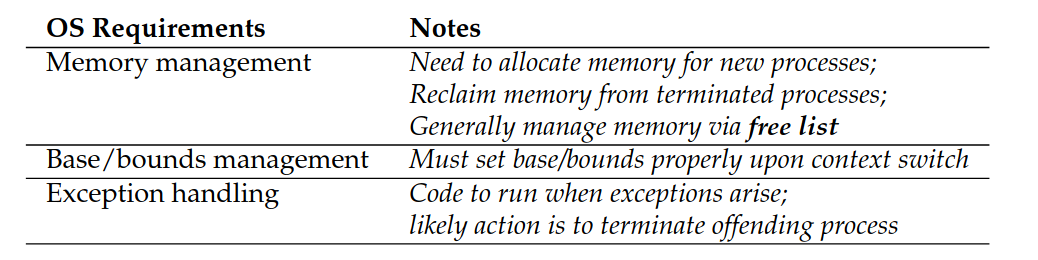 OS Requirements Notes
Memory management Need to allocate memory for new processes;
Reclaim memory from terminated processes;
Generally manage memory via free list
Base/bounds management Must set base/bounds properly upon context switch
Exception handling Code to run when exceptions arise;
likely action is to terminate offending process